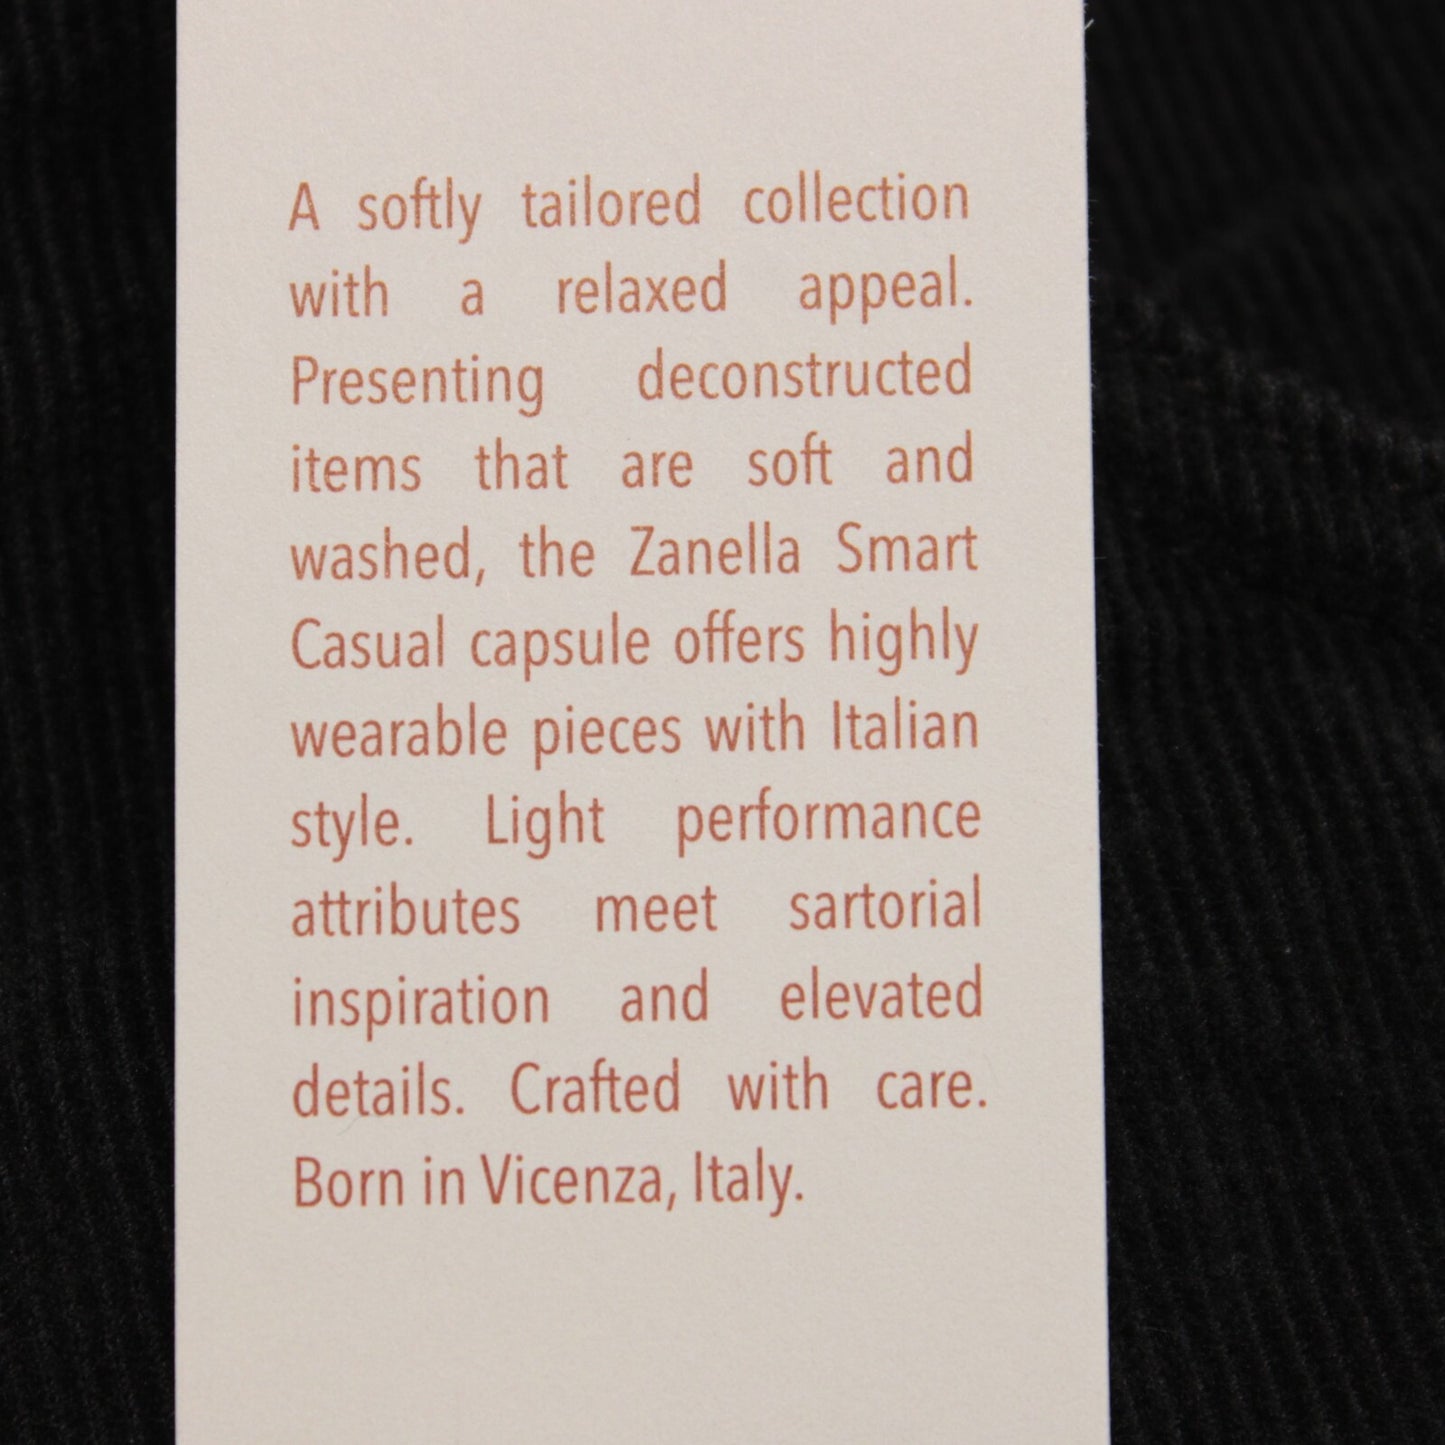 A softly tailored collection
with a relaxed appeal.
Presenting deconstructed
items that are soft and
washed, the Zanella Smart
Casual capsule offers highly
wearable pieces with Italian
style. Light performance
attributes meet sartorial
inspiration and elevated
details. Crafted with care.
Born in Vicenza, Italy.